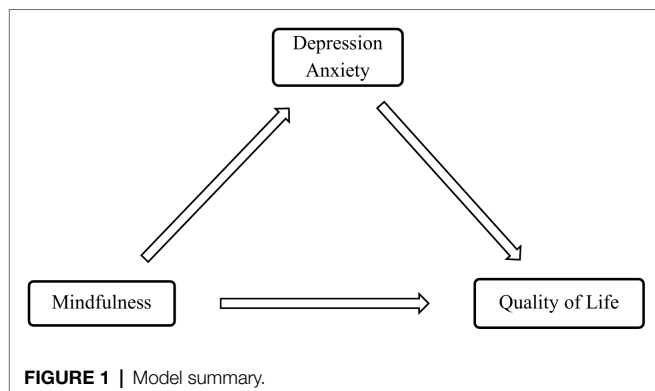 Depression
Anxiety
Mindfulness
Quality of Life
FIGURE 1 | Model summary.